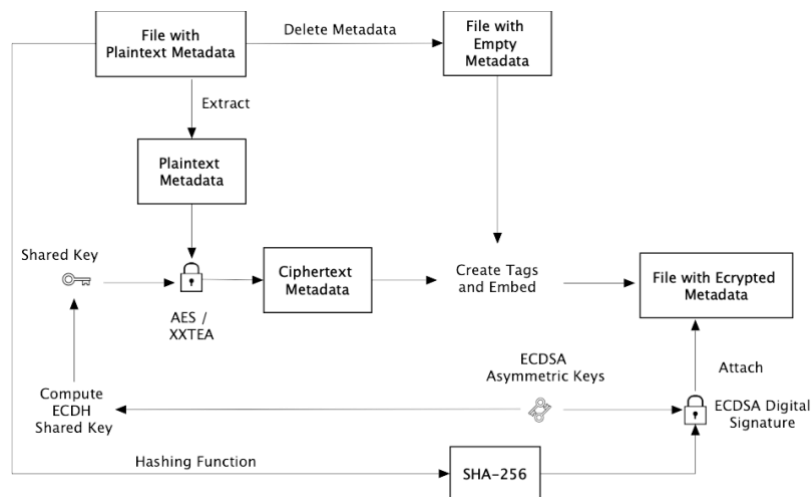 File with
Plaintext Metadata
Delete Metadata
File with
Empty
Metadata
Extract
Plaintext
Metadata
Shared Key
Ciphertext
Metadata
Create Tags
and Embed
File with Ecrypted
Metadata
AES /
XXTEA
ECDSA
Asymmetric Keys
Attach
Compute
ECDH
Shared Key
ECDSA Digital
Signature
Hashing Function
SHA-256